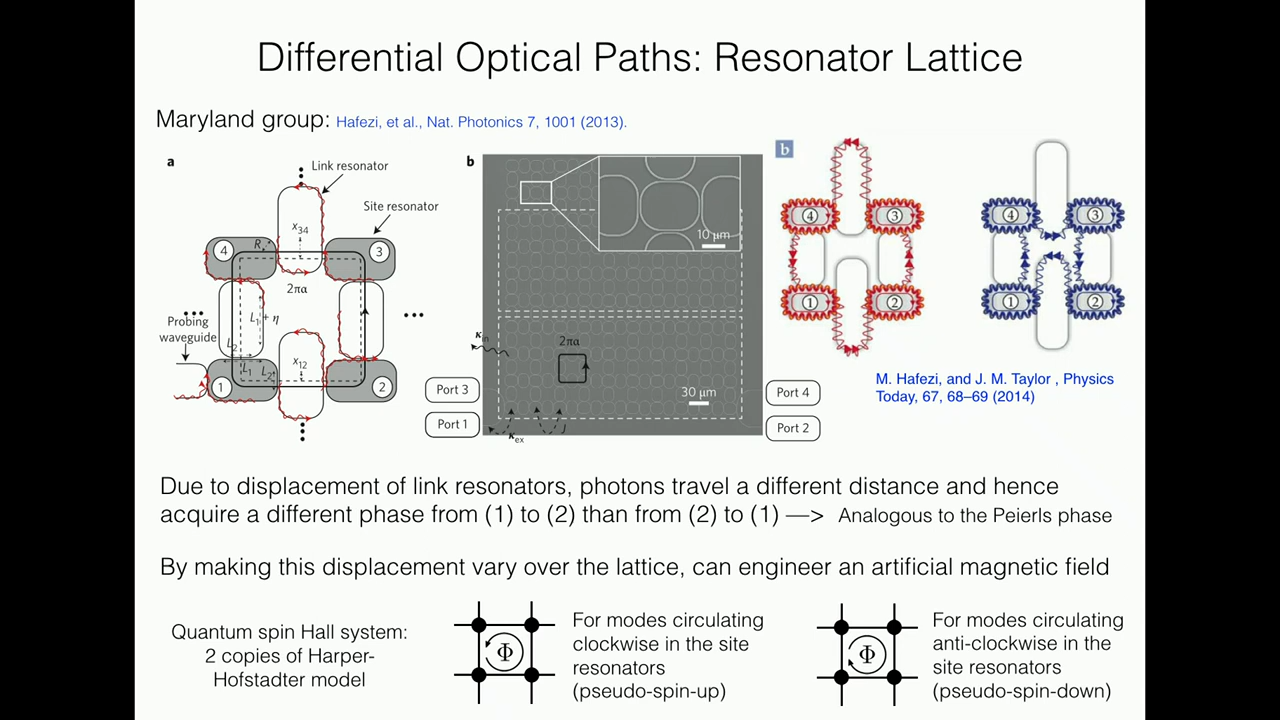 Differential Optical Paths: Resonator Lattice
Maryland group: Hafezi, et al., Nat. Photonics 7, 1001 (2013).
a
Link resonator
Site resonator
x34
4
R
3
2πα
L1 + η
Probing
waveguide
L2
L1
L2
x12
1
2
b
10 μm
κin
2πα
30 μm
κex
Port 3
Port 1
Port 4
Port 2
b
4
3
1
2
4
3
1
2
M. Hafezi, and J. M. Taylor , Physics
Today, 67, 68–69 (2014)
Due to displacement of link resonators, photons travel a different distance and hence
acquire a different phase from (1) to (2) than from (2) to (1) —> Analogous to the Peierls phase
By making this displacement vary over the lattice, can engineer an artificial magnetic field
Quantum spin Hall system:
2 copies of Harper-
Hofstadter model
Φ
For modes circulating
clockwise in the site
resonators
(pseudo-spin-up)
Φ
For modes circulating
anti-clockwise in the
site resonators
(pseudo-spin-down)